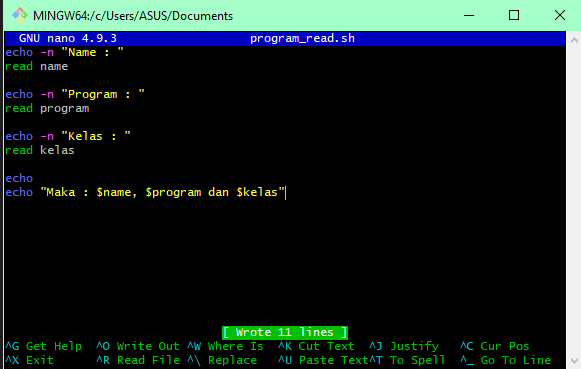 MINGW64:/c/Users/ASUS/Documents
GNU nano 4.9.3 program_read.sh
echo -n "Name : "
read name
echo -n "Program : "
read program
echo -n "Kelas : "
read kelas
echo
echo "Maka : $name, $program dan $kelas"
[ Wrote 11 lines ]
^G Get Help ^O Write Out ^W Where Is ^K Cut Text ^J Justify ^C Cur Pos
^X Exit ^R Read File ^\ Replace ^U Paste Text^T To Spell ^_ Go To Line